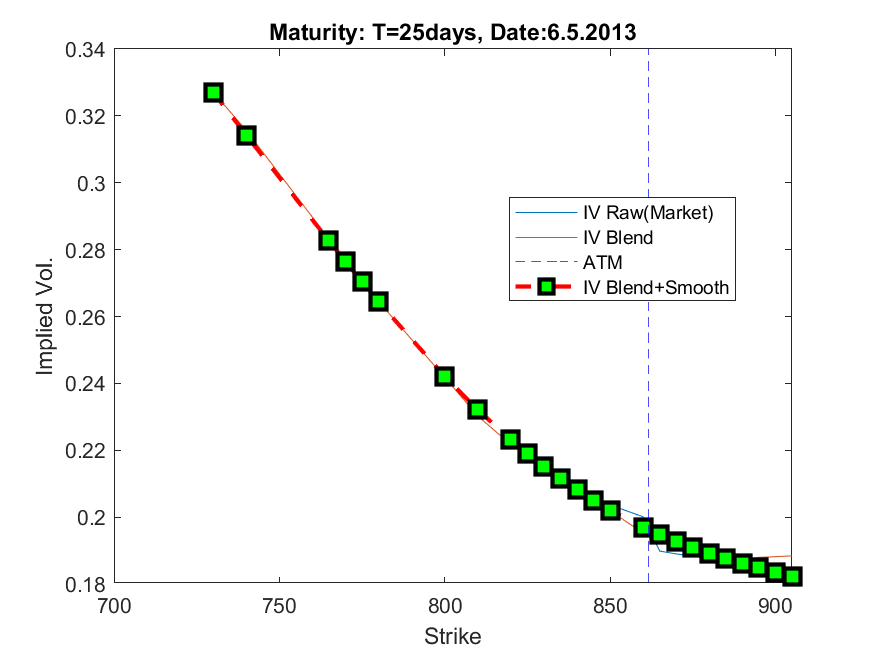 Maturity: T=25days, Date:6.5.2013
0.34
0.32
0.3
0.28
0.26
0.24
0.22
0.2
0.18
Implied Vol.
IV Raw(Market)
IV Blend
ATM
IV Blend+Smooth
700 750 800 850 900
Strike